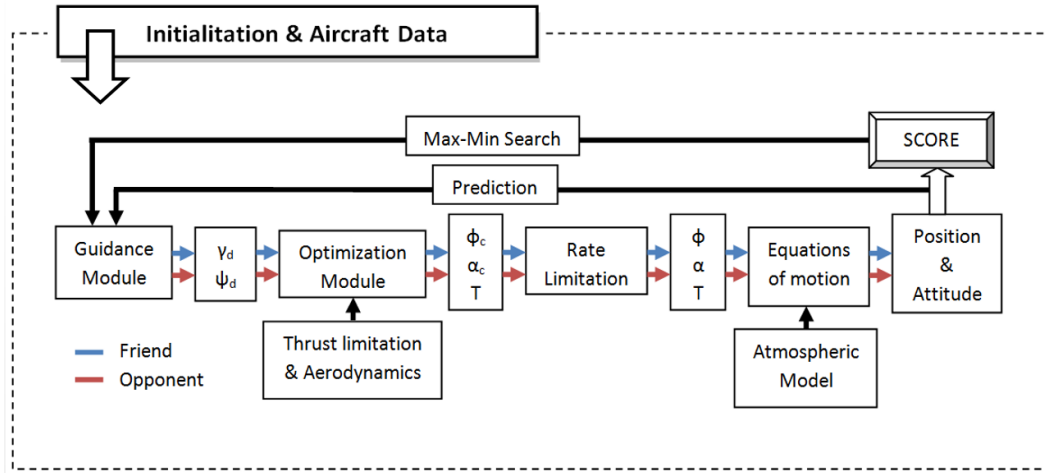 Initialitation & Aircraft Data
Max-Min Search
SCORE
Prediction
Guidance
Module
γd
ψd
Optimization
Module
ϕc
αc
T
Rate
Limitation
ϕ
α
T
Equations
of motion
Position
&
Attitude
Thrust limitation
& Aerodynamics
Atmospheric
Model
Friend
Opponent